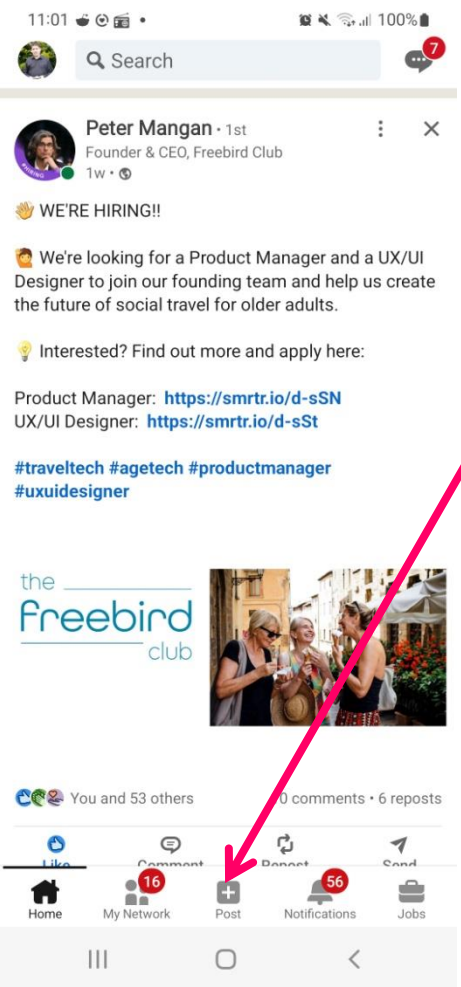 11:01
100%
Search
7
Peter Mangan • 1st
Founder & CEO, Freebird Club
1w •
#HIRING
👋 WE'RE HIRING!!
🙋 We're looking for a Product Manager and a UX/UI
Designer to join our founding team and help us create
the future of social travel for older adults.
💡 Interested? Find out more and apply here:
Product Manager: https://smrtr.io/d-sSN
UX/UI Designer: https://smrtr.io/d-sSt
#traveltech #agetech #productmanager
#uxuidesigner
the
freebird
club
You and 53 others
0 comments • 6 reposts
Like
Comment
Repost
Send
16
56
Home
My Network
Post
Notifications
Jobs